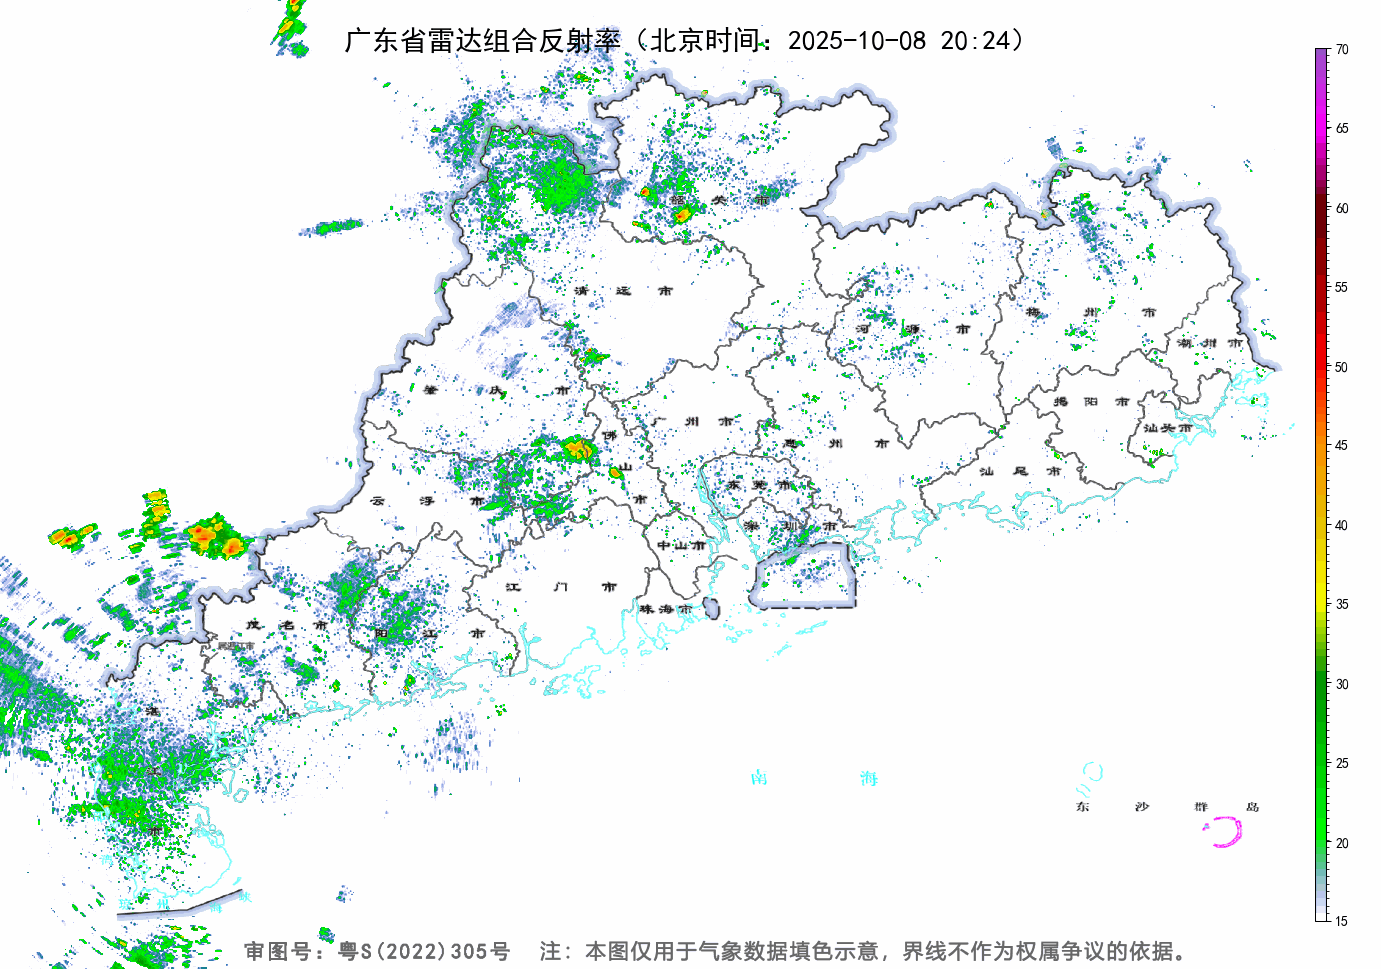 广东省雷达组合反射率（北京时间：2025-10-08 20:24）
70
65
60
55
50
45
40
35
30
25
20
15
韶关市
清远市
河源市
梅州市
潮州市
肇庆市
广州市
惠州市
揭阳市
汕头市
佛山市
云浮市
东莞市
汕尾市
深圳市
中山市
江门市
珠海市
茂名市
阳江市
湛江市
南海
东沙群岛
琼州海峡
审图号：粤S(2022)305号 注：本图仅用于气象数据填色示意，界线不作为权属争议的依据。